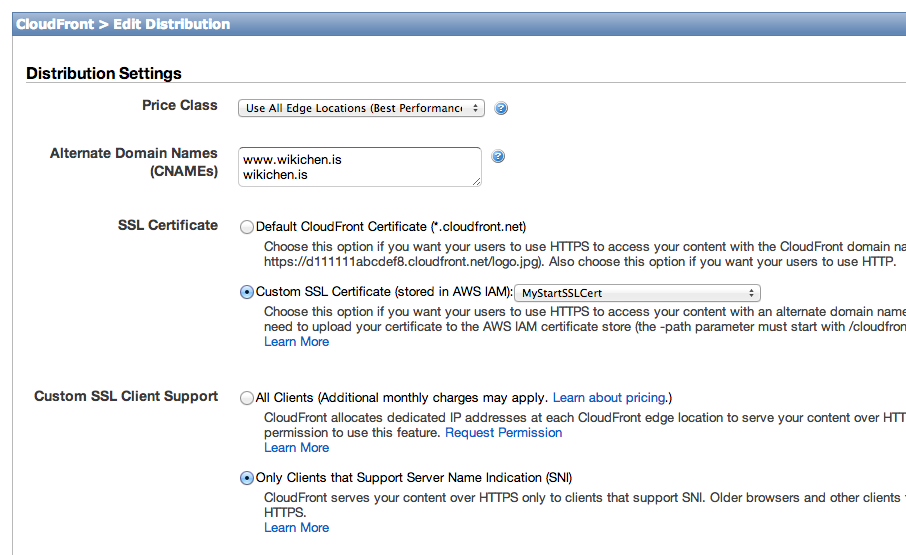 CloudFront > Edit Distribution
Distribution Settings
Price Class
Use All Edge Locations (Best Performanc
Alternate Domain Names
(CNAMEs)
www.wikichen.is
wikichen.is
SSL Certificate
Default CloudFront Certificate (*.cloudfront.net)
Choose this option if you want your users to use HTTPS to access your content with the CloudFront domain na
https://d111111abcdef8.cloudfront.net/logo.jpg). Also choose this option if you want your users to use HTTP.
Custom SSL Certificate (stored in AWS IAM): MyStartSSLCert
Choose this option if you want your users to use HTTPS to access your content with an alternate domain name
need to upload your certificate to the AWS IAM certificate store (the -path parameter must start with /cloudfron
Learn More
Custom SSL Client Support
All Clients (Additional monthly charges may apply. Learn about pricing.)
CloudFront allocates dedicated IP addresses at each CloudFront edge location to serve your content over HTT
permission to use this feature. Request Permission
Learn More
Only Clients that Support Server Name Indication (SNI)
CloudFront serves your content over HTTPS only to clients that support SNI. Older browsers and other clients
HTTPS.
Learn More